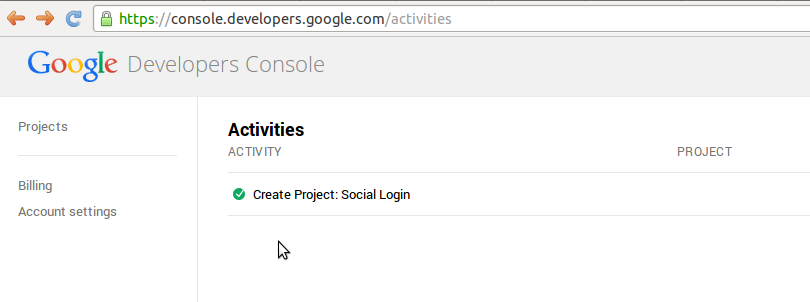 https://console.developers.google.com/activities
Google Developers Console
Projects
Billing
Account settings
Activities
ACTIVITY PROJECT
Create Project: Social Login